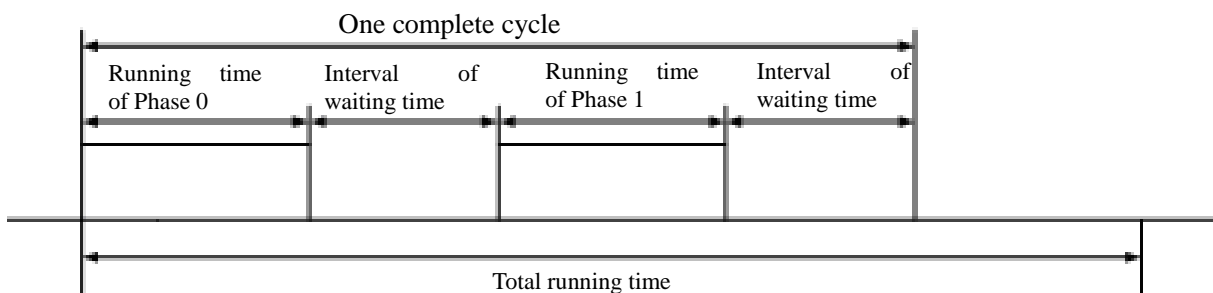 One complete cycle
Running time
of Phase 0
Interval of
waiting time
Running time
of Phase 1
Interval of
waiting time
Total running time